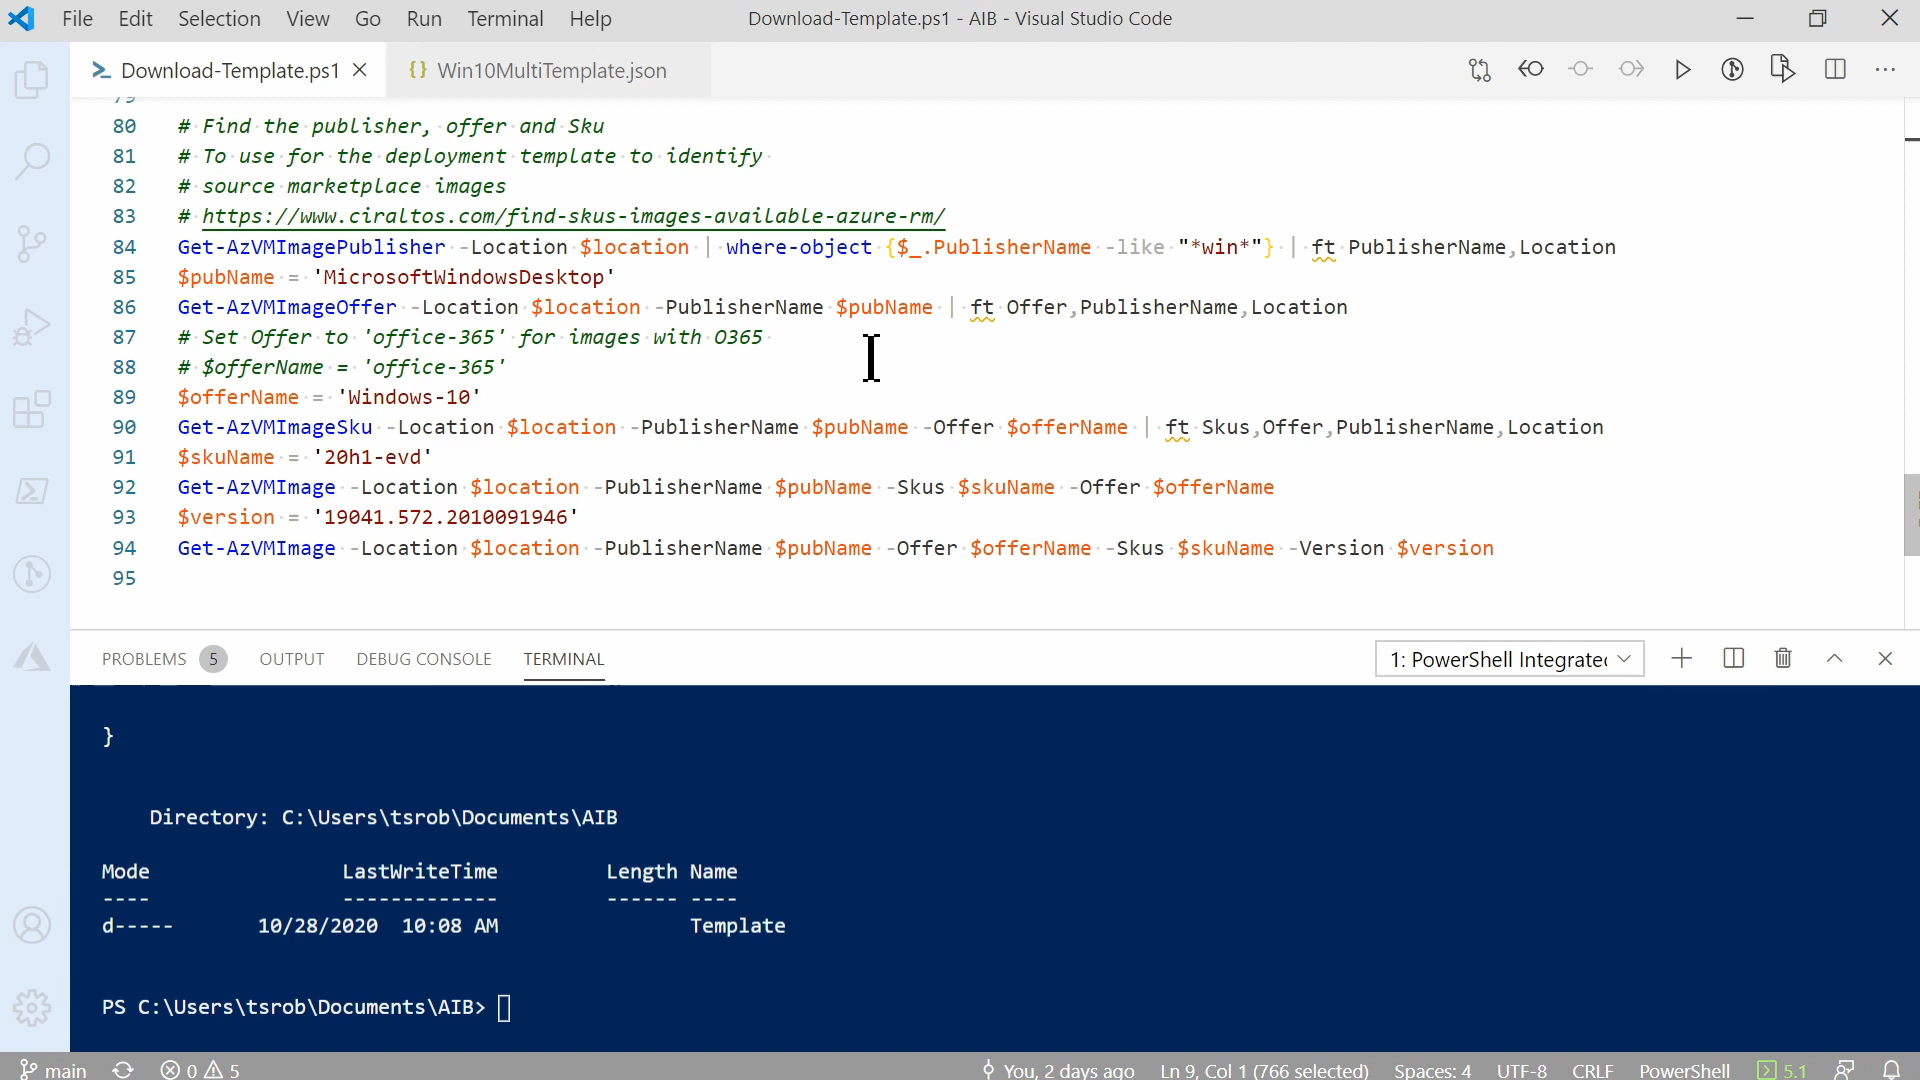 File Edit Selection View Go Run Terminal Help Download-Template.ps1 - AIB - Visual Studio Code
Download-Template.ps1 Win10MultiTemplate.json
79
80 # Find the publisher, offer and Sku
81 # To use for the deployment template to identify
82 # source marketplace images
83 # https://www.ciraltos.com/find-skus-images-available-azure-rm/
84 Get-AzVMImagePublisher -Location $location | where-object {$_.PublisherName -like "*win*"} | ft PublisherName,Location
85 $pubName = 'MicrosoftWindowsDesktop'
86 Get-AzVMImageOffer -Location $location -PublisherName $pubName | ft Offer,PublisherName,Location
87 # Set Offer to 'office-365' for images with O365
88 # $offerName = 'office-365'
89 $offerName = 'Windows-10'
90 Get-AzVMImageSku -Location $location -PublisherName $pubName -Offer $offerName | ft Skus,Offer,PublisherName,Location
91 $skuName = '20h1-evd'
92 Get-AzVMImage -Location $location -PublisherName $pubName -Skus $skuName -Offer $offerName
93 $version = '19041.572.2010091946'
94 Get-AzVMImage -Location $location -PublisherName $pubName -Offer $offerName -Skus $skuName -Version $version
95
PROBLEMS 5 OUTPUT DEBUG CONSOLE TERMINAL 1: PowerShell Integrate
}
Directory: C:\Users\tsrob\Documents\AIB
Mode LastWriteTime Length Name
---- ------------- ------ ----
d----- 10/28/2020 10:08 AM Template
PS C:\Users\tsrob\Documents\AIB>
main 0 5 You, 2 days ago Ln 9, Col 1 (766 selected) Spaces: 4 UTF-8 CRLF PowerShell 5.1